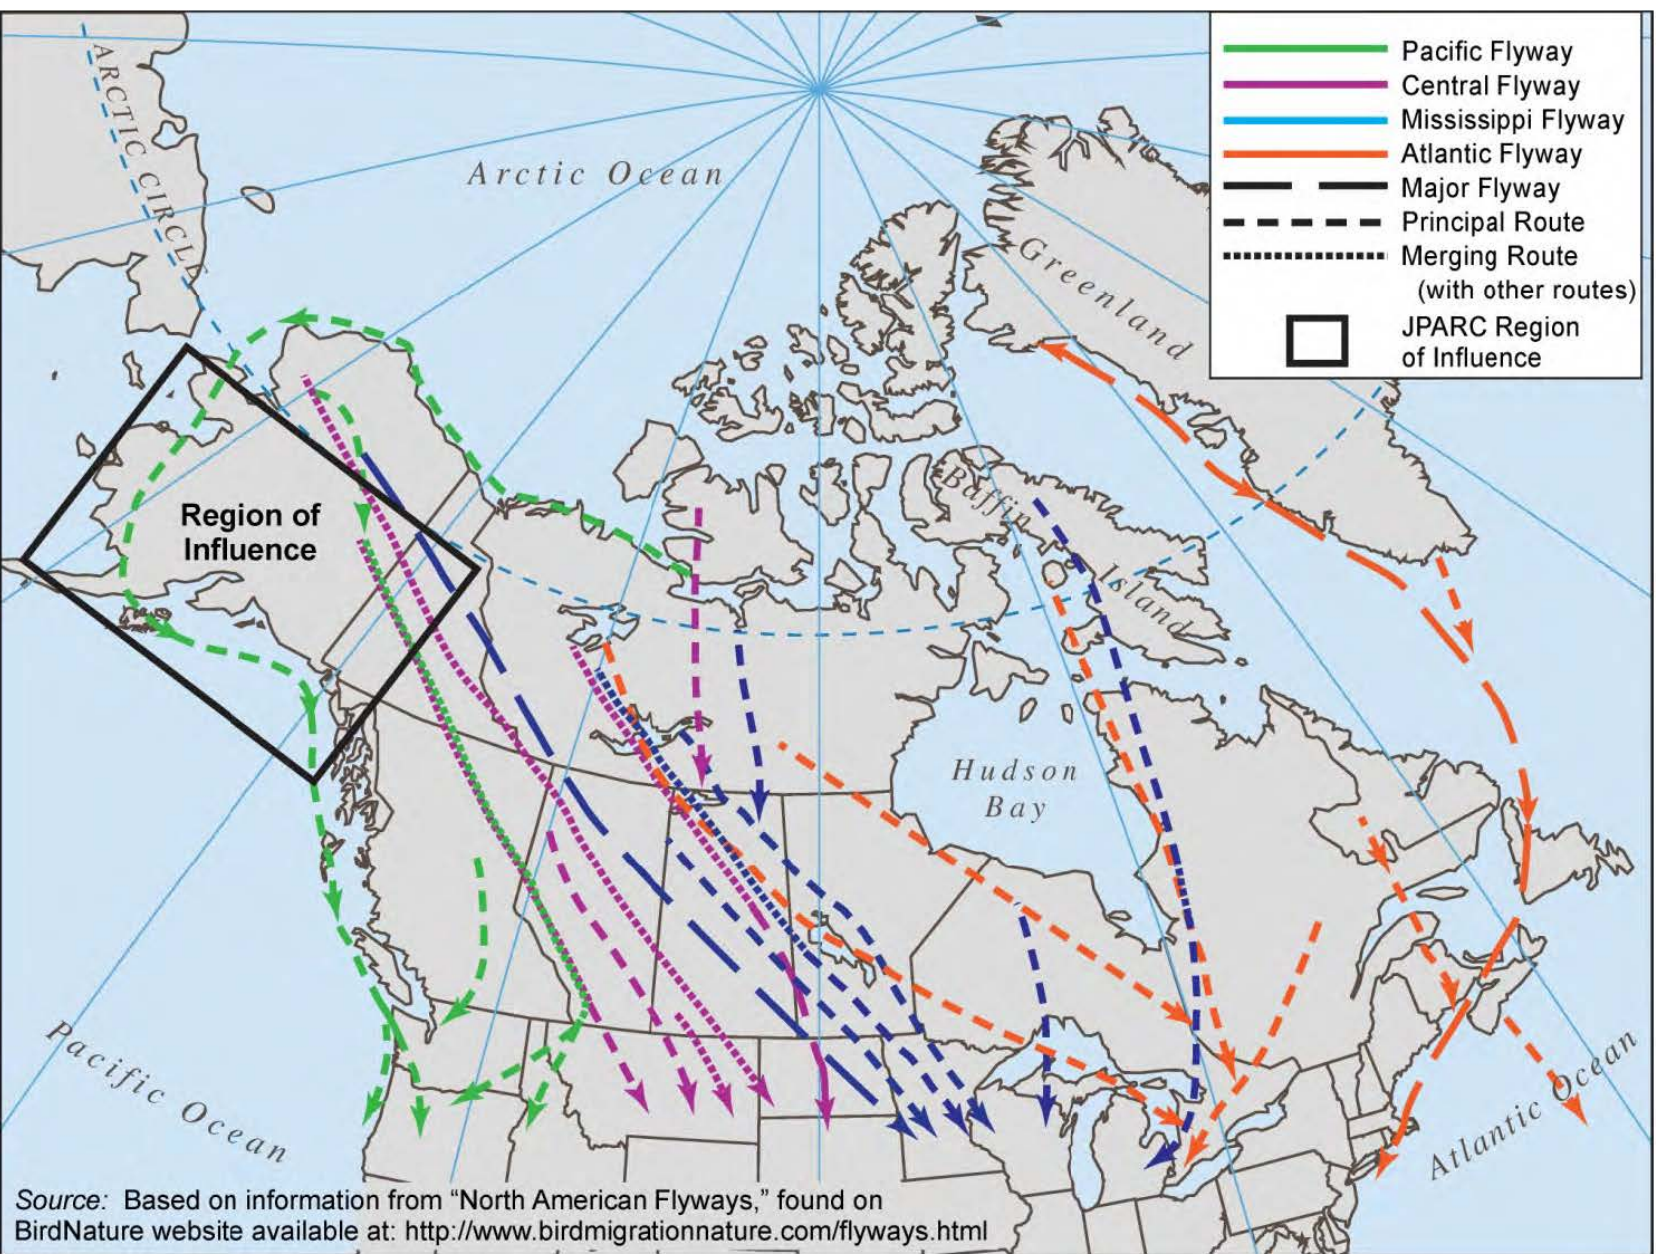 Pacific Flyway
Central Flyway
Mississippi Flyway
Atlantic Flyway
Major Flyway
Principal Route
Merging Route
(with other routes)
JPARC Region
of Influence
ARCTIC CIRCLE
Arctic Ocean
Greenland
Baffin
Island
Region of
Influence
Hudson
Bay
Pacific Ocean
Atlantic Ocean
Source: Based on information from “North American Flyways,” found on
BirdNature website available at: http://www.birdmigrationnature.com/flyways.html